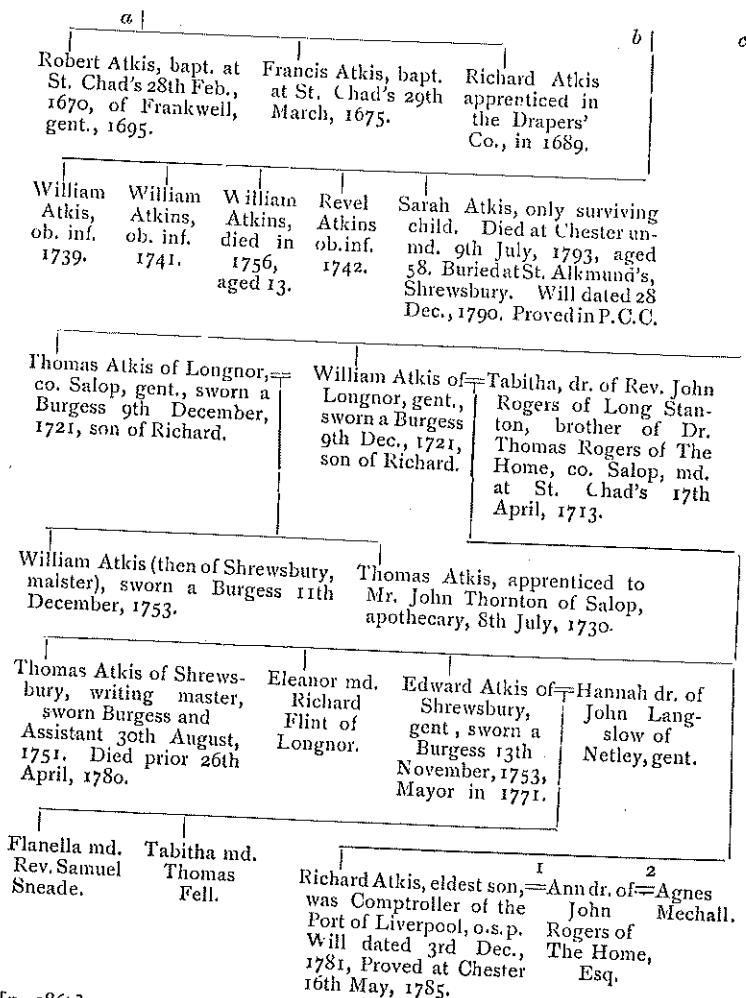 a
b
c
Robert Atkis, bapt. at
St. Chad's 28th Feb.,
1670, of Frankwell,
gent., 1695.
Francis Atkis, bapt.
at St. Chad's 29th
March, 1675.
Richard Atkis
apprenticed in
the Drapers'
Co., in 1689.
William
Atkis,
ob. inf.
1739.
William
Atkins,
ob. inf.
1741.
William
Atkins,
died in
1756,
aged 13.
Revel
Atkins
ob.inf.
1742.
Sarah Atkis, only surviving
child. Died at Chester un-
md. 9th July, 1793, aged
58. Buried at St. Alkmund's,
Shrewsbury. Will dated 28
Dec., 1790. Proved in P.C.C.
Thomas Atkis of Longnor,=
co. Salop, gent., sworn a
Burgess 9th December,
1721, son of Richard.
William Atkis of=
Longnor, gent.,
sworn a Burgess
9th Dec., 1721,
son of Richard.
Tabitha, dr. of Rev. John
Rogers of Long Stan-
ton, brother of Dr.
Thomas Rogers of The
Home, co. Salop, md.
at St. Chad's 17th
April, 1713.
William Atkis (then of Shrewsbury,
malster), sworn a Burgess 11th
December, 1753.
Thomas Atkis, apprenticed to
Mr. John Thornton of Salop,
apothecary, 8th July, 1730.
Thomas Atkis of Shrews-
bury, writing master,
sworn Burgess and
Assistant 30th August,
1751. Died prior 26th
April, 1780.
Eleanor md.
Richard
Flint of
Longnor.
Edward Atkis of=
Shrewsbury,
gent, sworn a
Burgess 13th
November, 1753,
Mayor in 1771.
Hannah dr. of
John Lang-
slow of
Netley, gent.
Flanella md.
Rev. Samuel
Sneade.
Tabitha md.
Thomas
Fell.
Richard Atkis, eldest son,=
was Comptroller of the
Port of Liverpool, o.s.p.
Will dated 3rd Dec.,
1781, Proved at Chester
16th May, 1785.
1
Ann dr. of=
John
Rogers of
The Home,
Esq.
2
Agnes
Mechall.